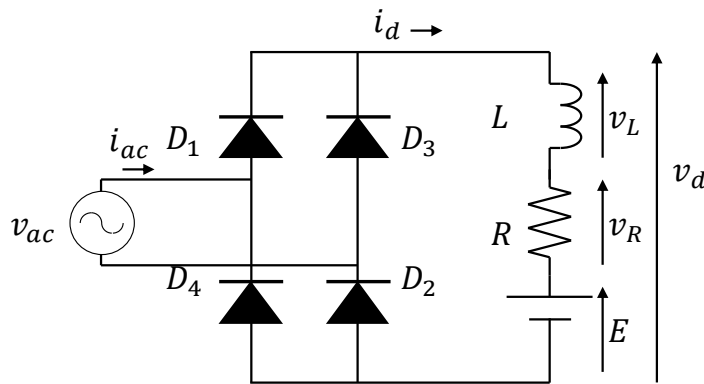 i_d
L
v_L
i_ac
D_1
D_3
v_d
v_ac
R
v_R
D_4
D_2
E